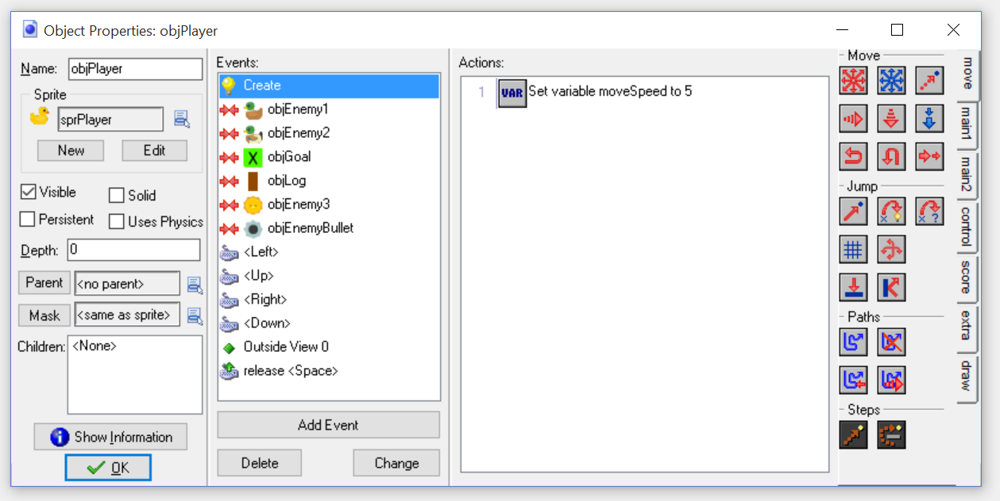 Object Properties: objPlayer
Name: objPlayer
Sprite
sprPlayer
New Edit
Visible Solid
Persistent Uses Physics
Depth: 0
Parent <no parent>
Mask <same as sprite>
Children: <None>
Show Information
OK
Events:
Create
objEnemy1
objEnemy2
X objGoal
objLog
objEnemy3
objEnemyBullet
<Left>
<Up>
<Right>
<Down>
Outside View 0
release <Space>
Add Event
Delete Change
Actions:
1 VAR Set variable moveSpeed to 5
Move
Jump
X X ?
Paths
Steps
move
main1
main2
control
score
extra
draw